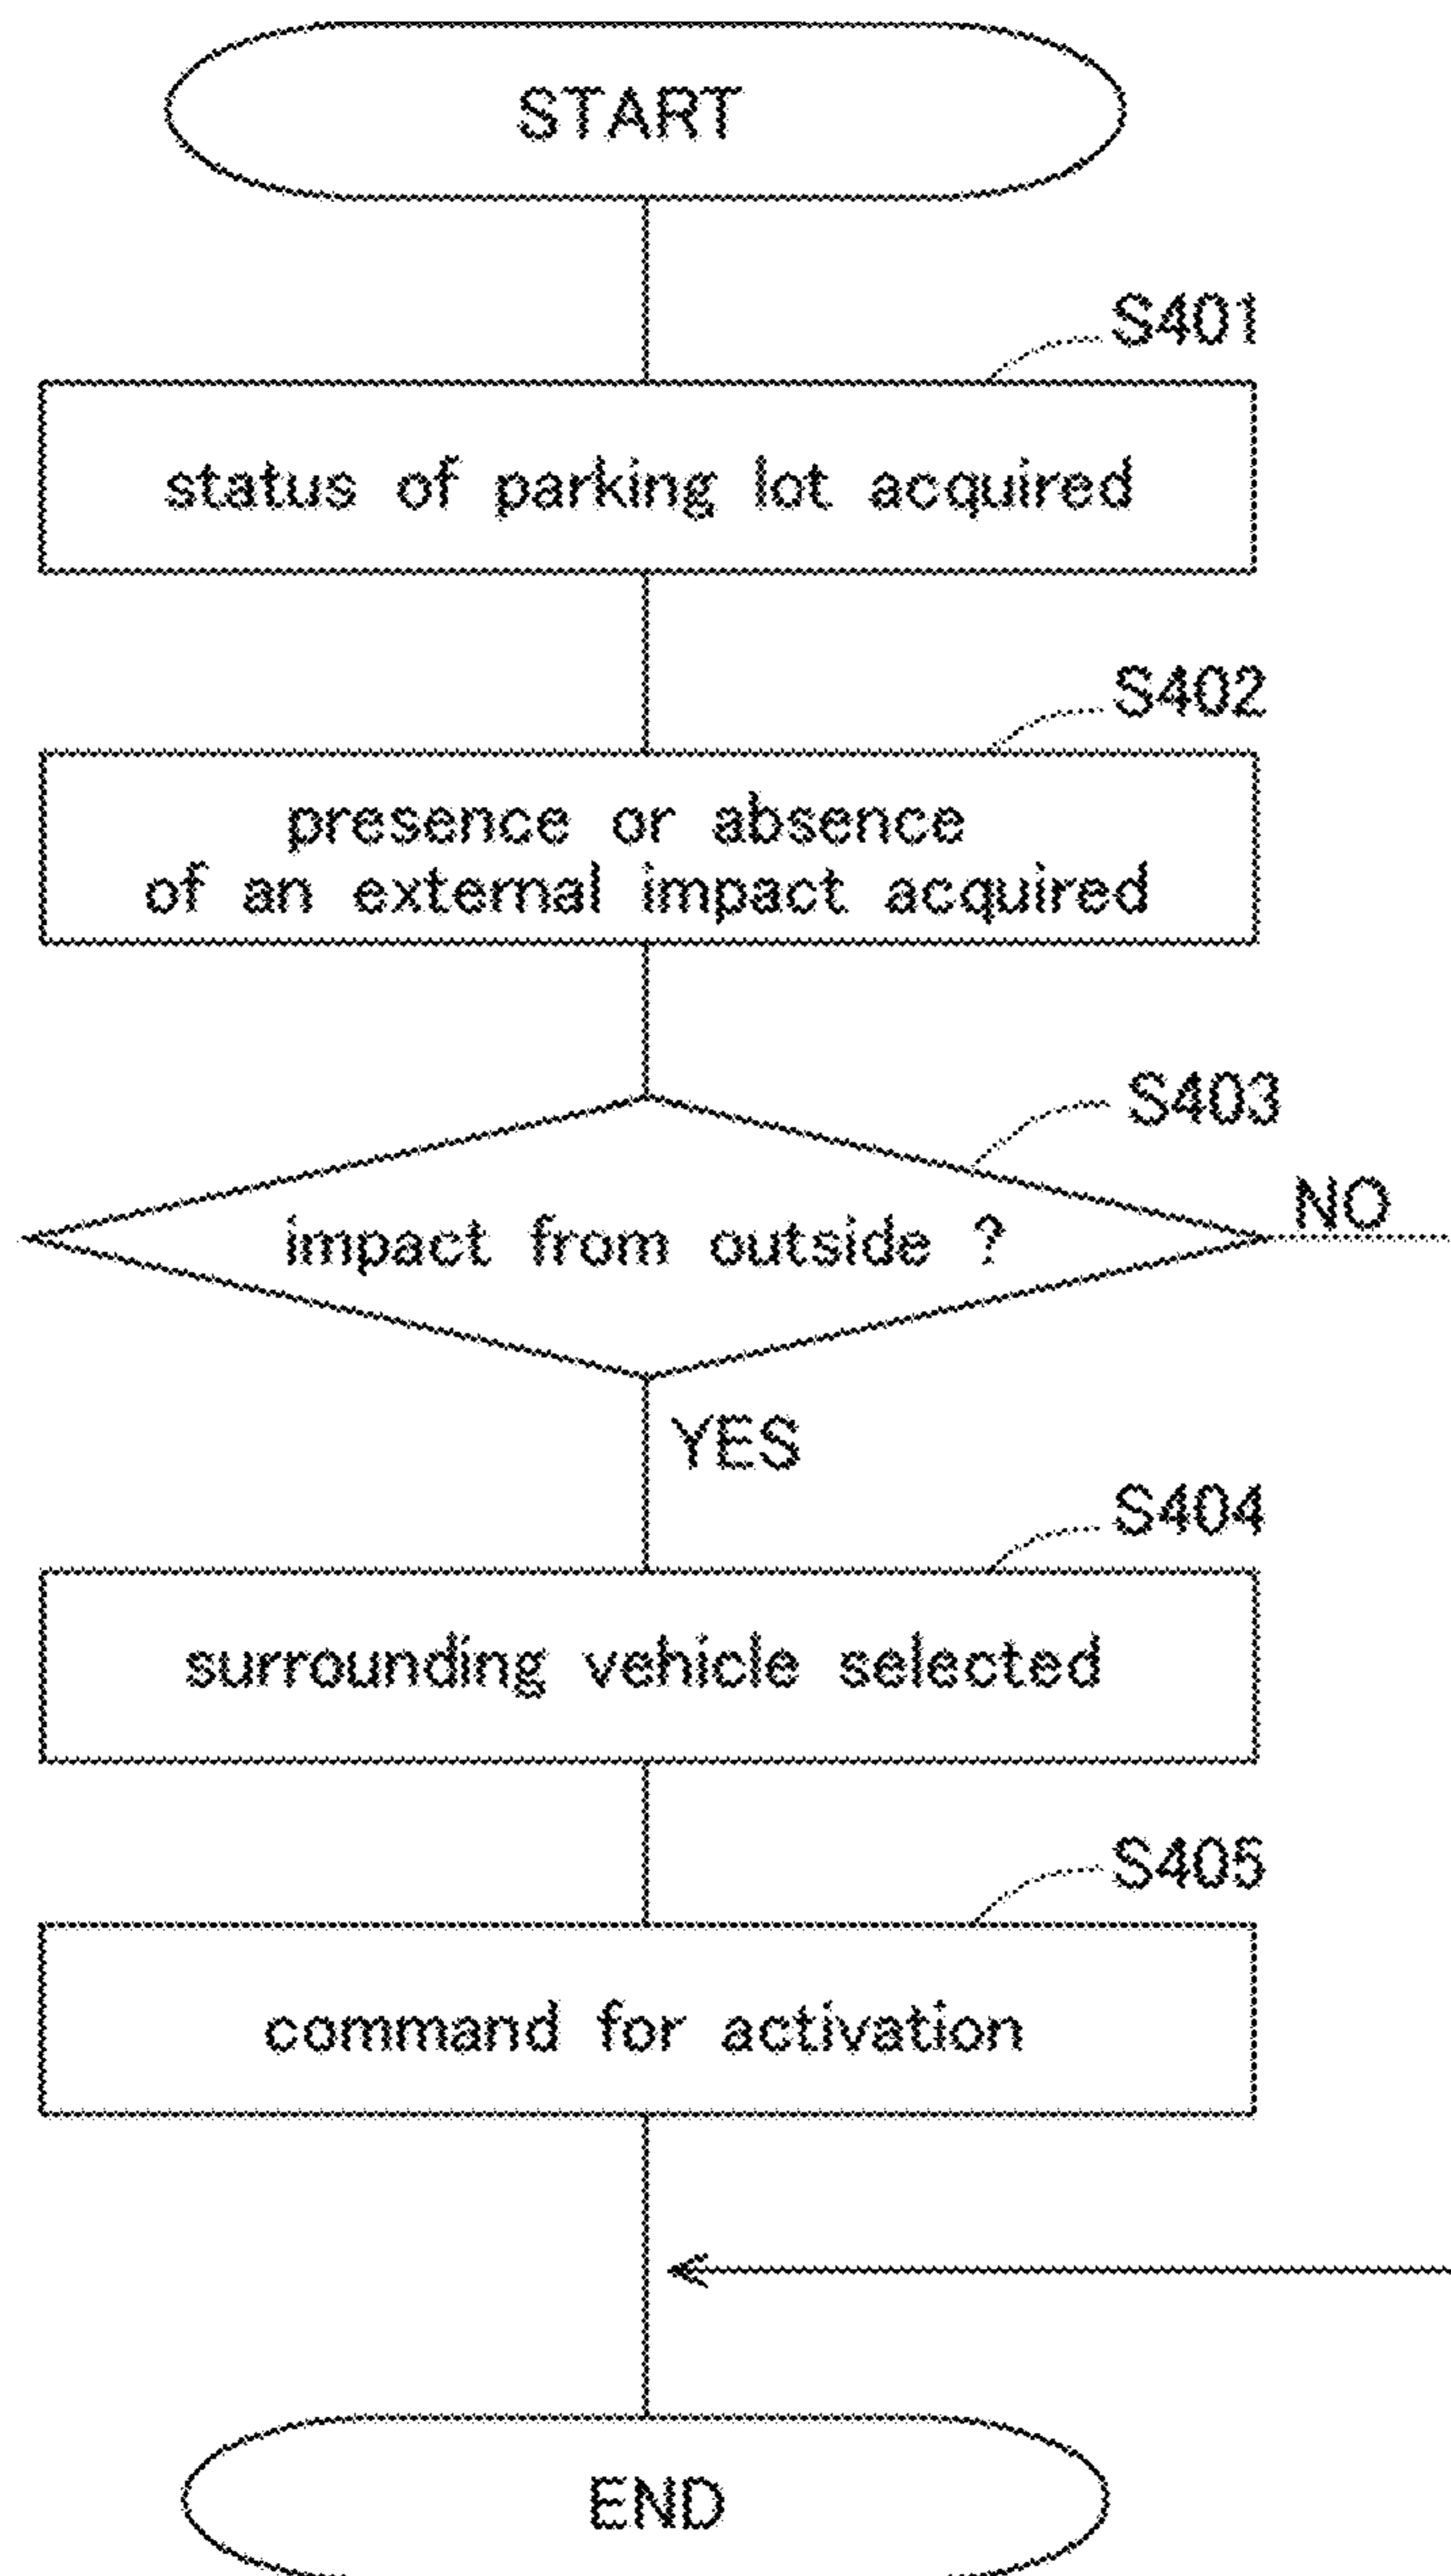 START
S401
status of parking lot acquired
S402
presence or absence
of an external impact acquired
S403
NO
impact from outside ?
YES
S404
surrounding vehicle selected
S405
command for activation
END